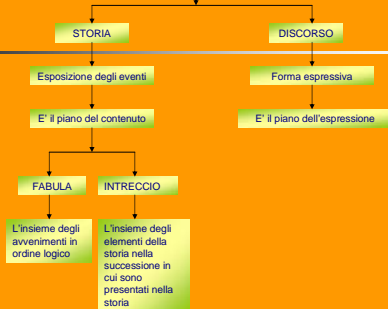 STORIA
DISCORSO
Esposizione degli eventi
Forma espressiva
E' il piano del contenuto
E' il piano dell'espressione
FABULA
INTRECCIO
L'insieme degli
avvenimenti in
ordine logico
L'insieme degli
elementi della
storia nella
successione in
cui sono
presentati nella
storia